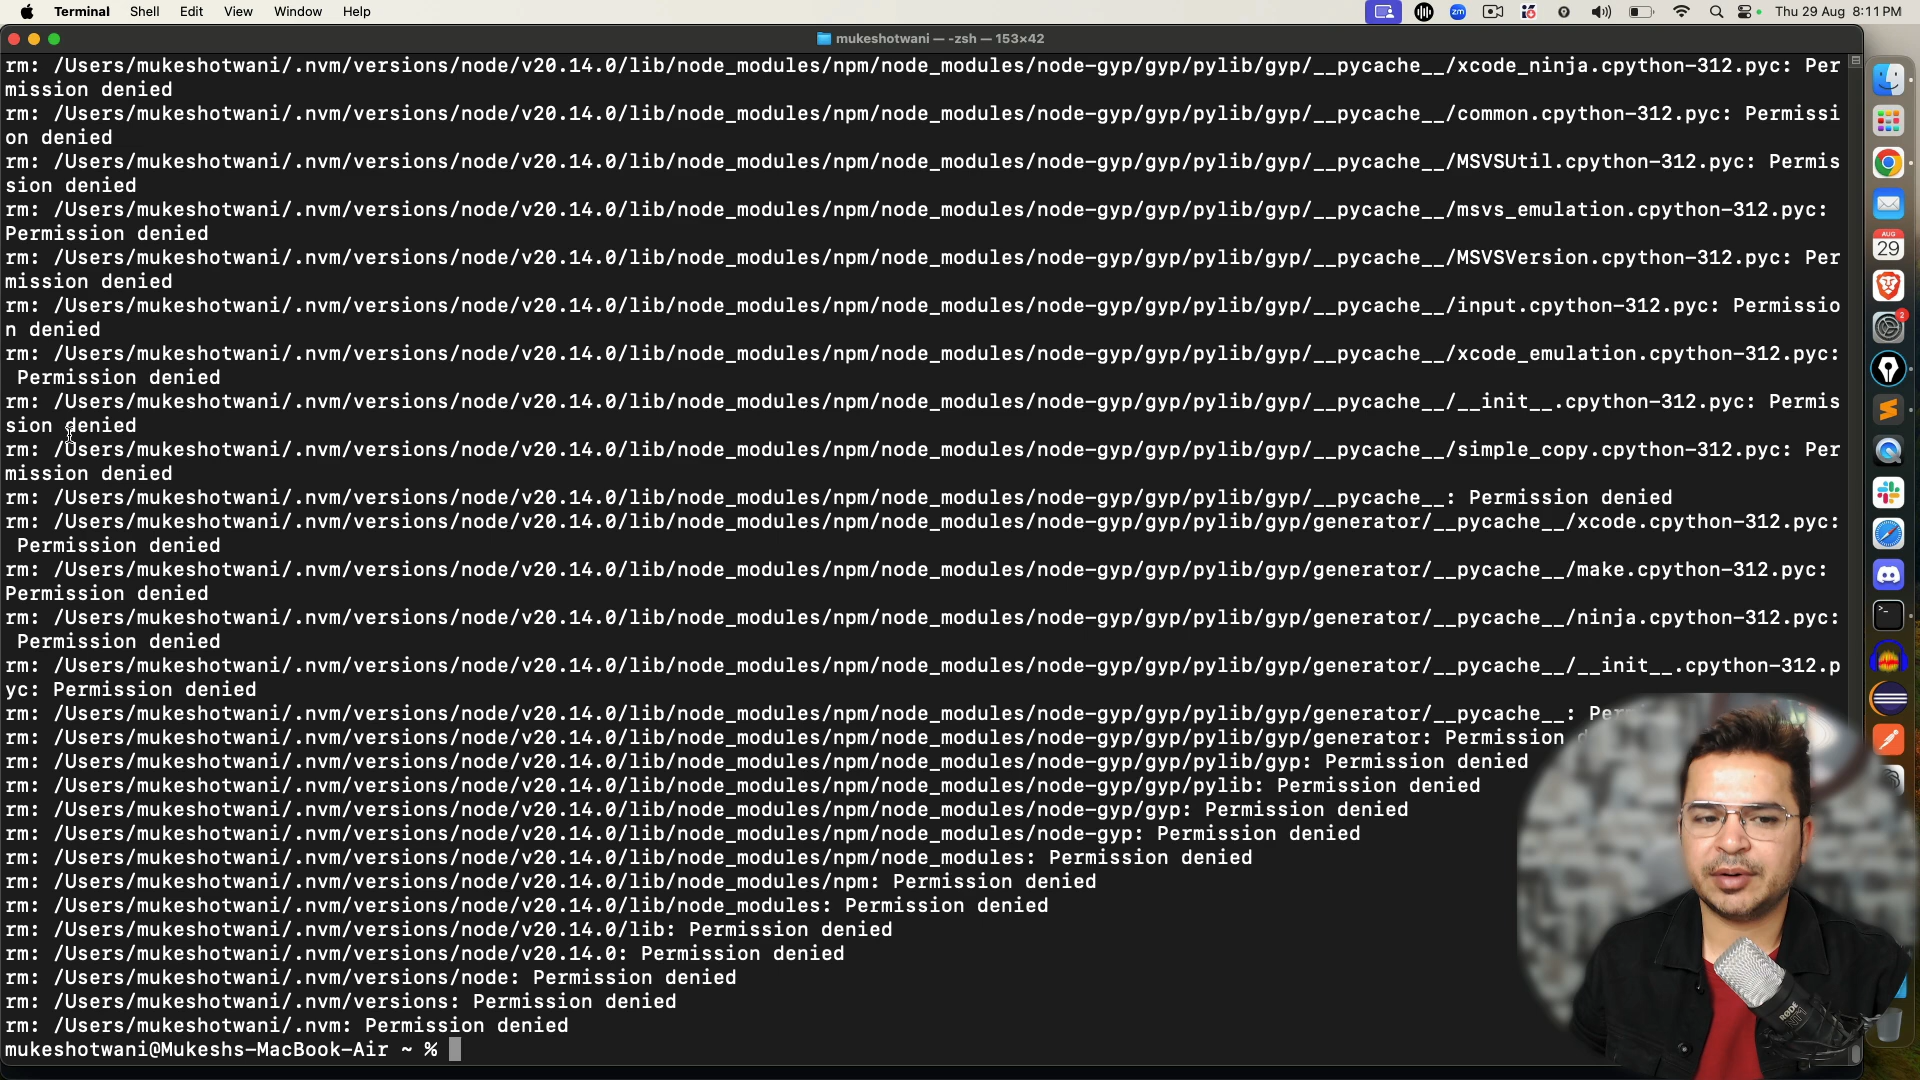 Terminal Shell Edit View Window Help zm Thu 29 Aug 8:11 PM
mukeshotwani — -zsh — 153×42
rm: /Users/mukeshotwani/.nvm/versions/node/v20.14.0/lib/node_modules/npm/node_modules/node-gyp/gyp/pylib/gyp/__pycache__/xcode_ninja.cpython-312.pyc: Per
mission denied
rm: /Users/mukeshotwani/.nvm/versions/node/v20.14.0/lib/node_modules/npm/node_modules/node-gyp/gyp/pylib/gyp/__pycache__/common.cpython-312.pyc: Permissi
on denied
rm: /Users/mukeshotwani/.nvm/versions/node/v20.14.0/lib/node_modules/npm/node_modules/node-gyp/gyp/pylib/gyp/__pycache__/MSVSUtil.cpython-312.pyc: Permis
sion denied
rm: /Users/mukeshotwani/.nvm/versions/node/v20.14.0/lib/node_modules/npm/node_modules/node-gyp/gyp/pylib/gyp/__pycache__/msvs_emulation.cpython-312.pyc:
Permission denied
rm: /Users/mukeshotwani/.nvm/versions/node/v20.14.0/lib/node_modules/npm/node_modules/node-gyp/gyp/pylib/gyp/__pycache__/MSVSVersion.cpython-312.pyc: Per
mission denied
rm: /Users/mukeshotwani/.nvm/versions/node/v20.14.0/lib/node_modules/npm/node_modules/node-gyp/gyp/pylib/gyp/__pycache__/input.cpython-312.pyc: Permissio
n denied
rm: /Users/mukeshotwani/.nvm/versions/node/v20.14.0/lib/node_modules/npm/node_modules/node-gyp/gyp/pylib/gyp/__pycache__/xcode_emulation.cpython-312.pyc:
Permission denied
rm: /Users/mukeshotwani/.nvm/versions/node/v20.14.0/lib/node_modules/npm/node_modules/node-gyp/gyp/pylib/gyp/__pycache__/__init__.cpython-312.pyc: Permis
sion denied
rm: /Users/mukeshotwani/.nvm/versions/node/v20.14.0/lib/node_modules/npm/node_modules/node-gyp/gyp/pylib/gyp/__pycache__/simple_copy.cpython-312.pyc: Per
mission denied
rm: /Users/mukeshotwani/.nvm/versions/node/v20.14.0/lib/node_modules/npm/node_modules/node-gyp/gyp/pylib/gyp/__pycache__: Permission denied
rm: /Users/mukeshotwani/.nvm/versions/node/v20.14.0/lib/node_modules/npm/node_modules/node-gyp/gyp/pylib/gyp/generator/__pycache__/xcode.cpython-312.pyc:
Permission denied
rm: /Users/mukeshotwani/.nvm/versions/node/v20.14.0/lib/node_modules/npm/node_modules/node-gyp/gyp/pylib/gyp/generator/__pycache__/make.cpython-312.pyc:
Permission denied
rm: /Users/mukeshotwani/.nvm/versions/node/v20.14.0/lib/node_modules/npm/node_modules/node-gyp/gyp/pylib/gyp/generator/__pycache__/ninja.cpython-312.pyc:
Permission denied
rm: /Users/mukeshotwani/.nvm/versions/node/v20.14.0/lib/node_modules/npm/node_modules/node-gyp/gyp/pylib/gyp/generator/__pycache__/__init__.cpython-312.p
yc: Permission denied
rm: /Users/mukeshotwani/.nvm/versions/node/v20.14.0/lib/node_modules/npm/node_modules/node-gyp/gyp/pylib/gyp/generator/__pycache__:
rm: /Users/mukeshotwani/.nvm/versions/node/v20.14.0/lib/node_modules/npm/node_modules/node-gyp/gyp/pylib/gyp/generator: Permission
rm: /Users/mukeshotwani/.nvm/versions/node/v20.14.0/lib/node_modules/npm/node_modules/node-gyp/gyp/pylib/gyp: Permission denied
rm: /Users/mukeshotwani/.nvm/versions/node/v20.14.0/lib/node_modules/npm/node_modules/node-gyp/gyp/pylib: Permission denied
rm: /Users/mukeshotwani/.nvm/versions/node/v20.14.0/lib/node_modules/npm/node_modules/node-gyp/gyp: Permission denied
rm: /Users/mukeshotwani/.nvm/versions/node/v20.14.0/lib/node_modules/npm/node_modules/node-gyp: Permission denied
rm: /Users/mukeshotwani/.nvm/versions/node/v20.14.0/lib/node_modules/npm/node_modules: Permission denied
rm: /Users/mukeshotwani/.nvm/versions/node/v20.14.0/lib/node_modules/npm: Permission denied
rm: /Users/mukeshotwani/.nvm/versions/node/v20.14.0/lib/node_modules: Permission denied
rm: /Users/mukeshotwani/.nvm/versions/node/v20.14.0/lib: Permission denied
rm: /Users/mukeshotwani/.nvm/versions/node/v20.14.0: Permission denied
rm: /Users/mukeshotwani/.nvm/versions/node: Permission denied
rm: /Users/mukeshotwani/.nvm/versions: Permission denied
rm: /Users/mukeshotwani/.nvm: Permission denied
mukeshotwani@Mukeshs-MacBook-Air ~ %
AUG
29
2
RØDE